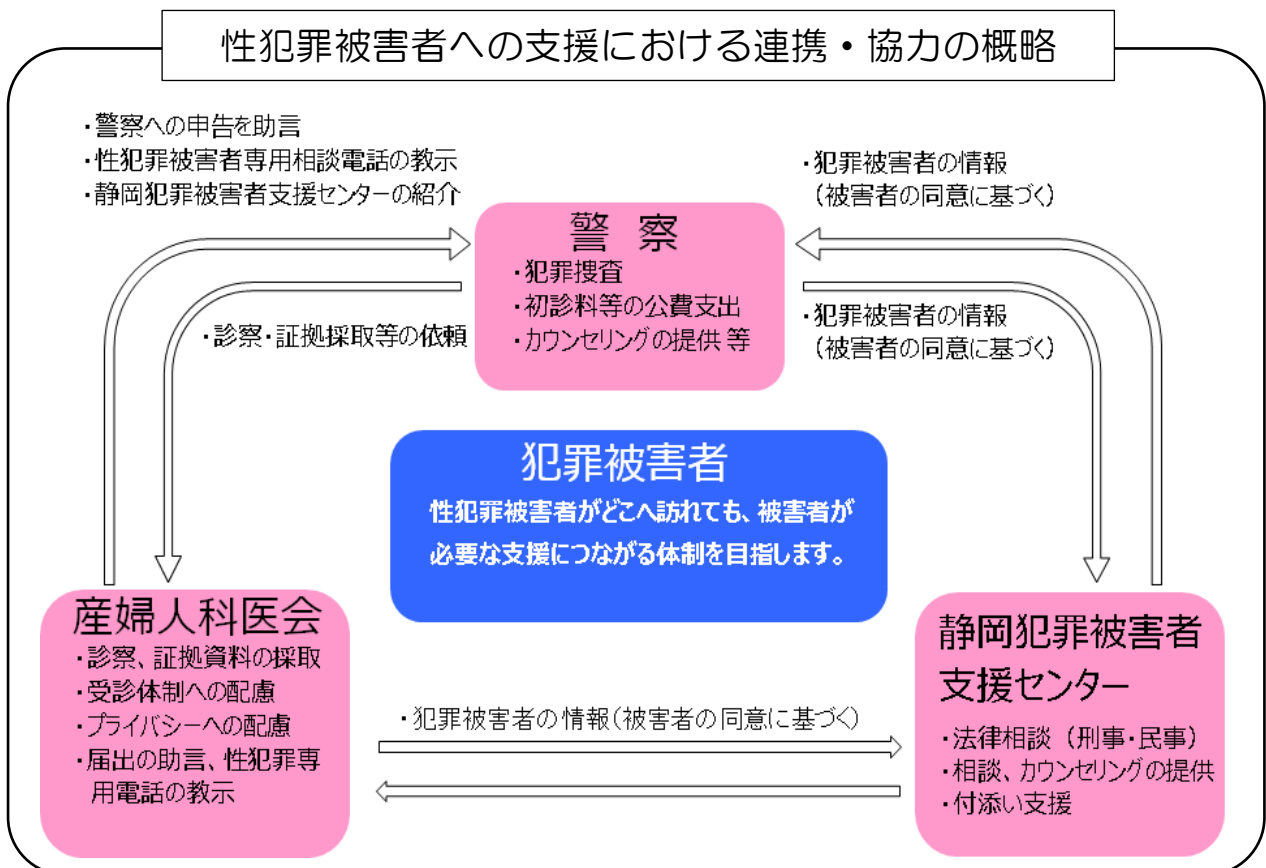 性犯罪被害者への支援における連携・協力の概略
・警察への申告を助言
・性犯罪被害者専用相談電話の教示
・静岡犯罪被害者支援センターの紹介
・犯罪被害者の情報
（被害者の同意に基づく）
警 察
・犯罪捜査
・初診料等の公費支出
・カウンセリングの提供 等
・診察・証拠採取等の依頼
・犯罪被害者の情報
（被害者の同意に基づく）
犯罪被害者
性犯罪被害者がどこへ訪れても、被害者が
必要な支援につながる体制を目指します。
産婦人科医会
・診察、証拠資料の採取
・受診体制への配慮
・プライバシーへの配慮
・届出の助言、性犯罪専
用電話の教示
・犯罪被害者の情報（被害者の同意に基づく）
静岡犯罪被害者
支援センター
・法律相談（刑事・民事）
・相談、カウンセリングの提供
・付添い支援